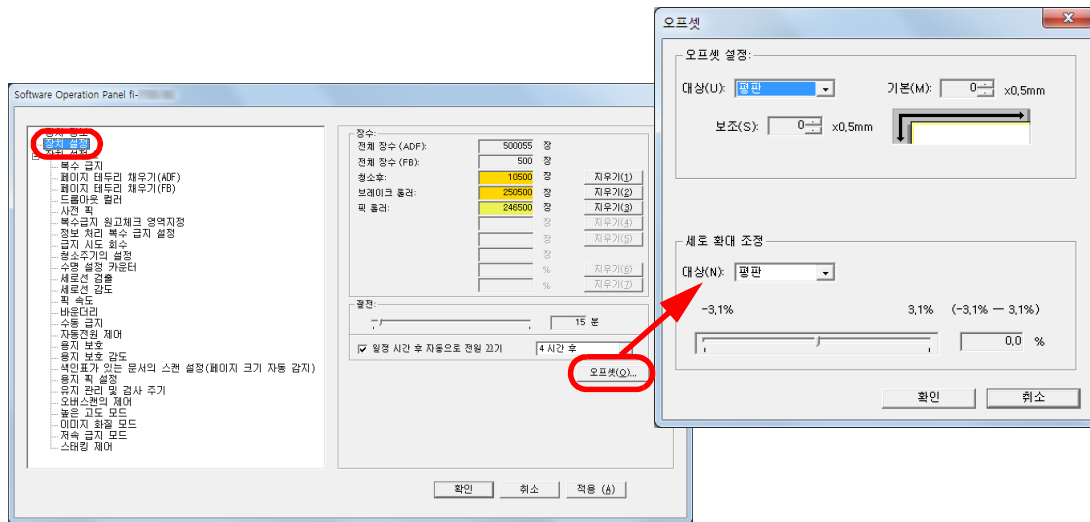 Software Operation Panel fi-
장치 정보
장치 설정
장치 설정 2
복수 급지
페이지 테두리 채우기(ADF)
페이지 테두리 채우기(FB)
드롭아웃 컬러
사전 픽
복수급지 원고체크 영역지정
정보 처리 복수 급지 설정
급지 시도 회수
청소주기의 설정
수명 설정 카운터
세로선 검출
세로선 감도
픽 속도
바운더리
수동 급지
자동전원 제어
용지 보호
용지 보호 감도
색인표가 있는 문서의 스캔 설정(페이지 크기 자동 감지)
용지 픽 설정
유지 관리 및 검사 주기
오버스캔의 제어
높은 고도 모드
이미지 화질 모드
저속 급지 모드
스태킹 제어
장수:
전체 장수 (ADF): 500055 장
전체 장수 (FB): 500 장
청소후: 10500 장 지우기(1)
브레이크 롤러: 250500 장 지우기(2)
픽 롤러: 246500 장 지우기(3)
장 지우기(4)
장 지우기(5)
장
% 지우기(6)
% 지우기(7)
절전:
15 분
일정 시간 후 자동으로 전원 끄기 4 시간 후
오프셋(O)...
확인 취소 적용 (A)
오프셋
오프셋 설정:
대상(U): 평판 기본(M): 0 x0,5mm
보조(S): 0 x0,5mm
세로 확대 조정
대상(N): 평판
-3,1% 3,1% (-3,1% — 3,1%)
0,0 %
확인 취소